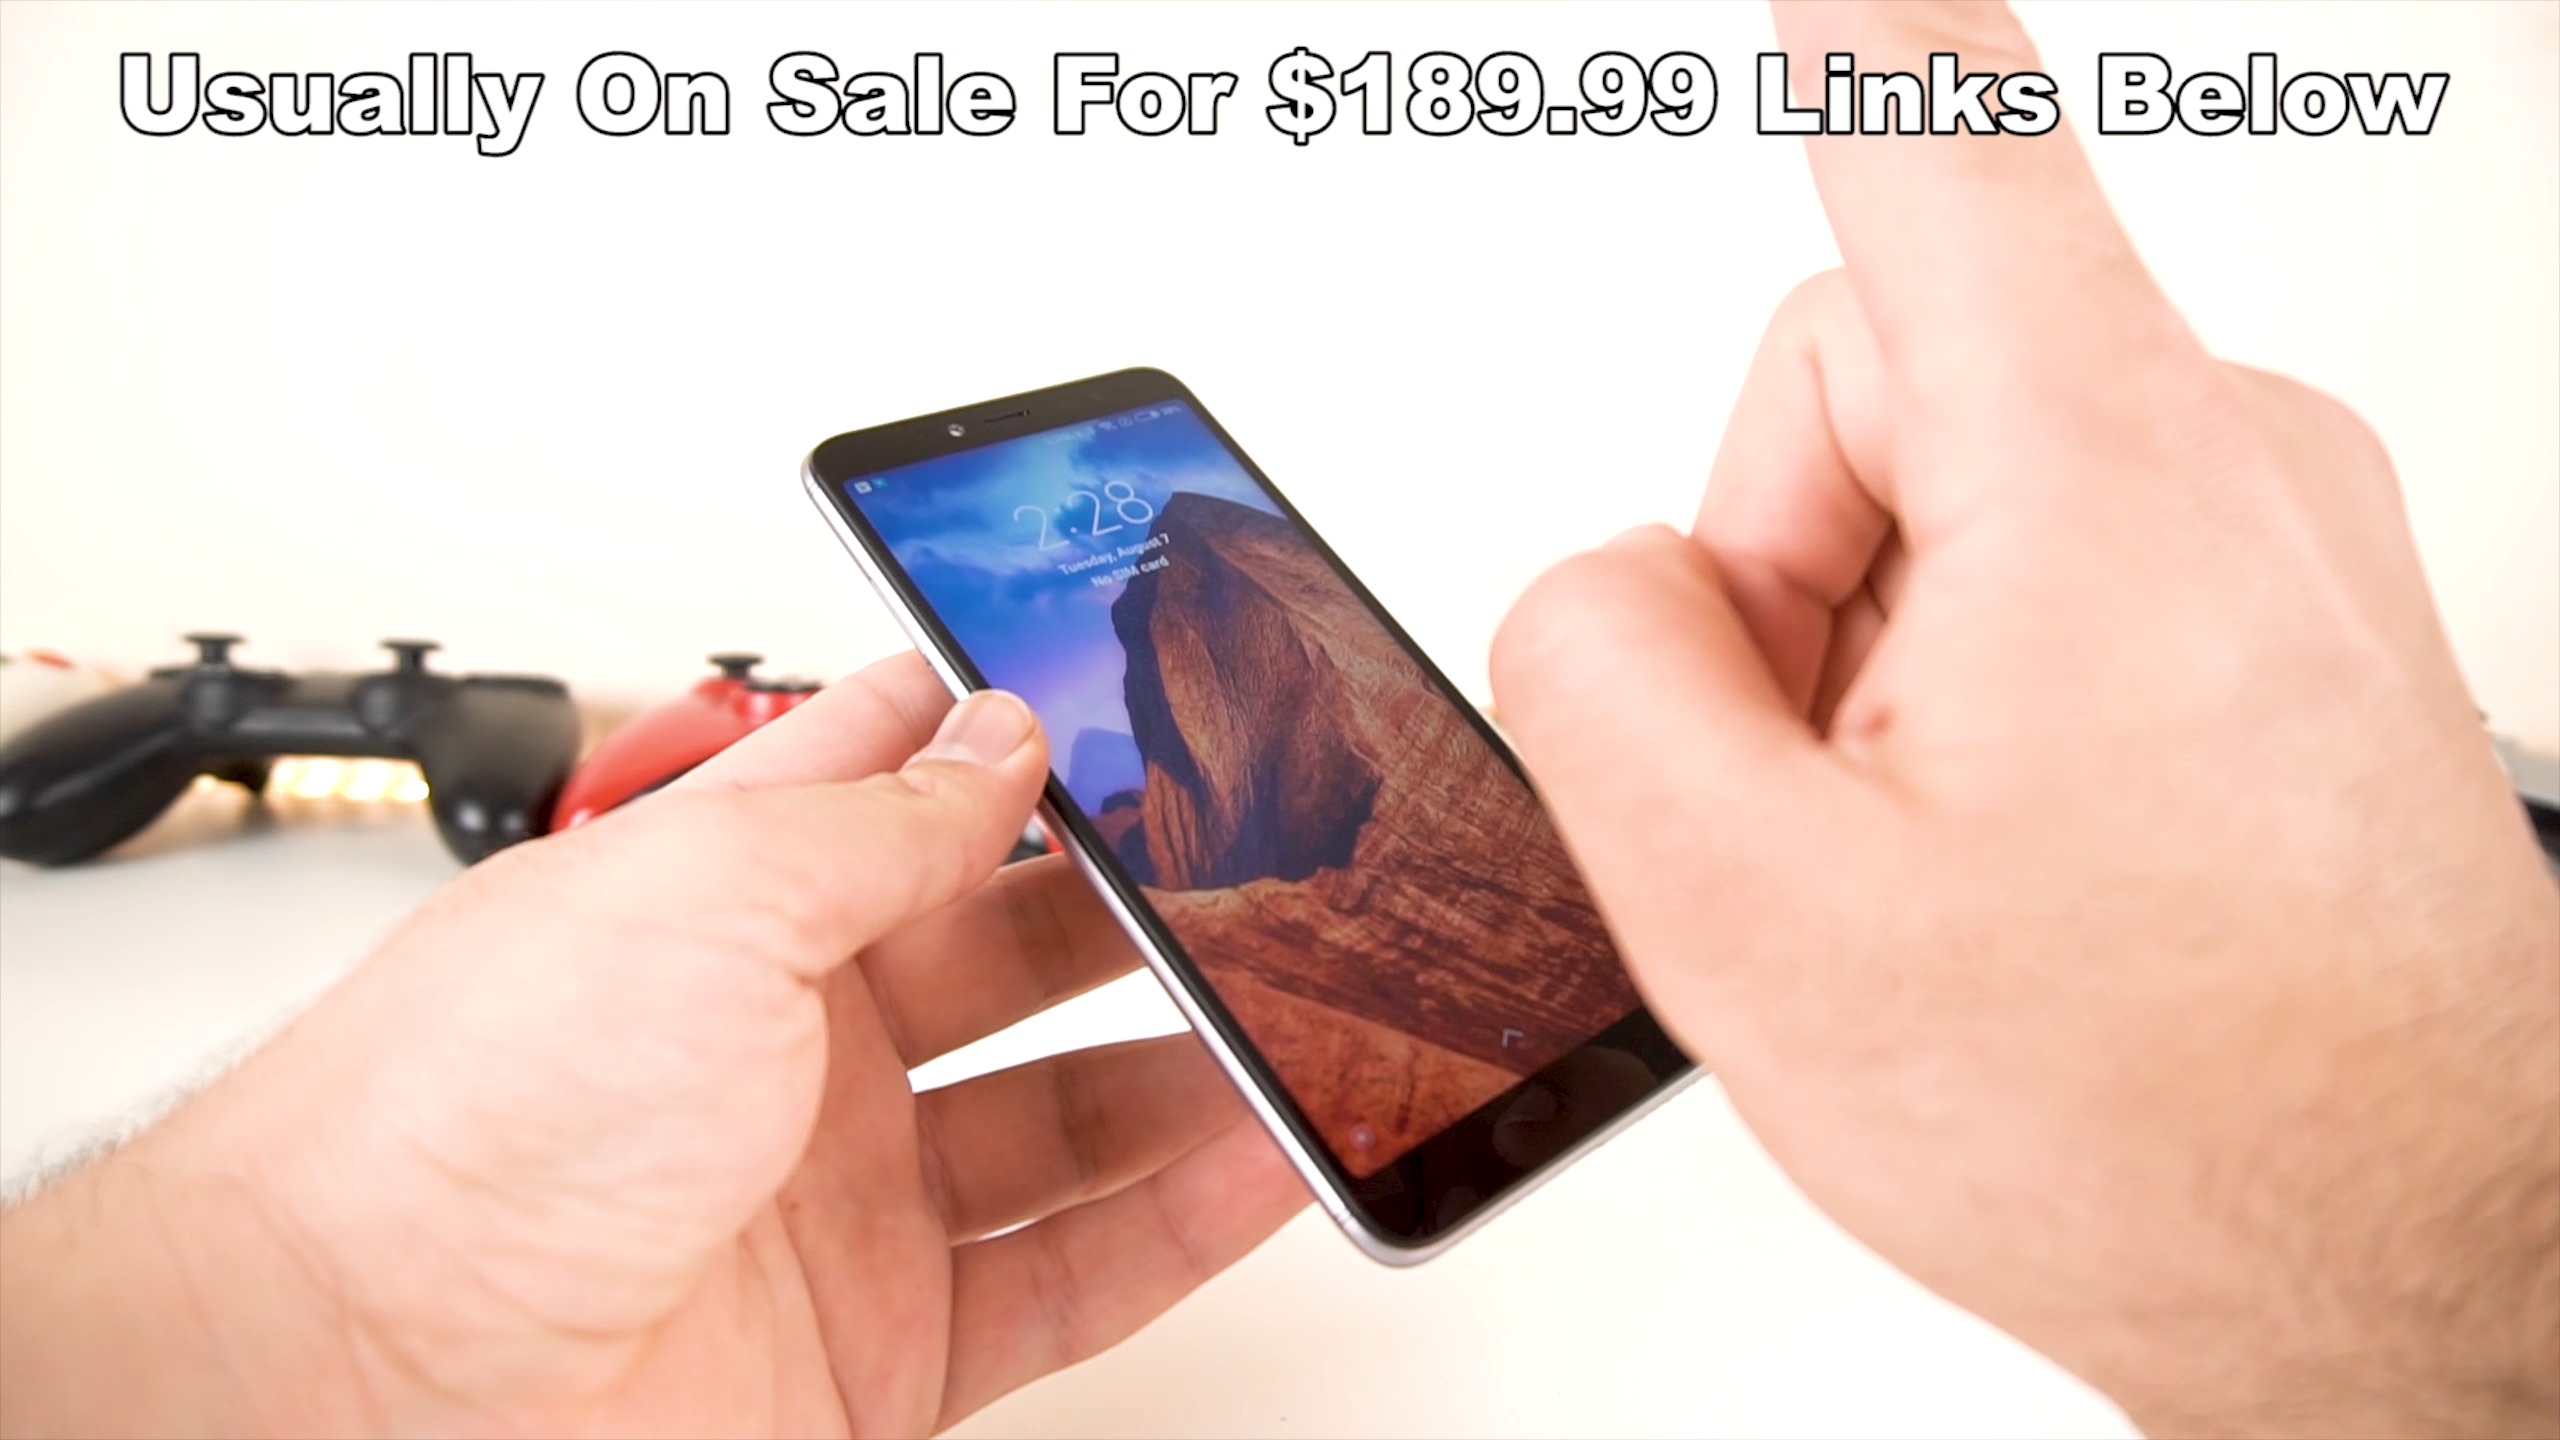 Usually On Sale For $189.99 Links Below
2:28
Tuesday, August 7
No SIM card